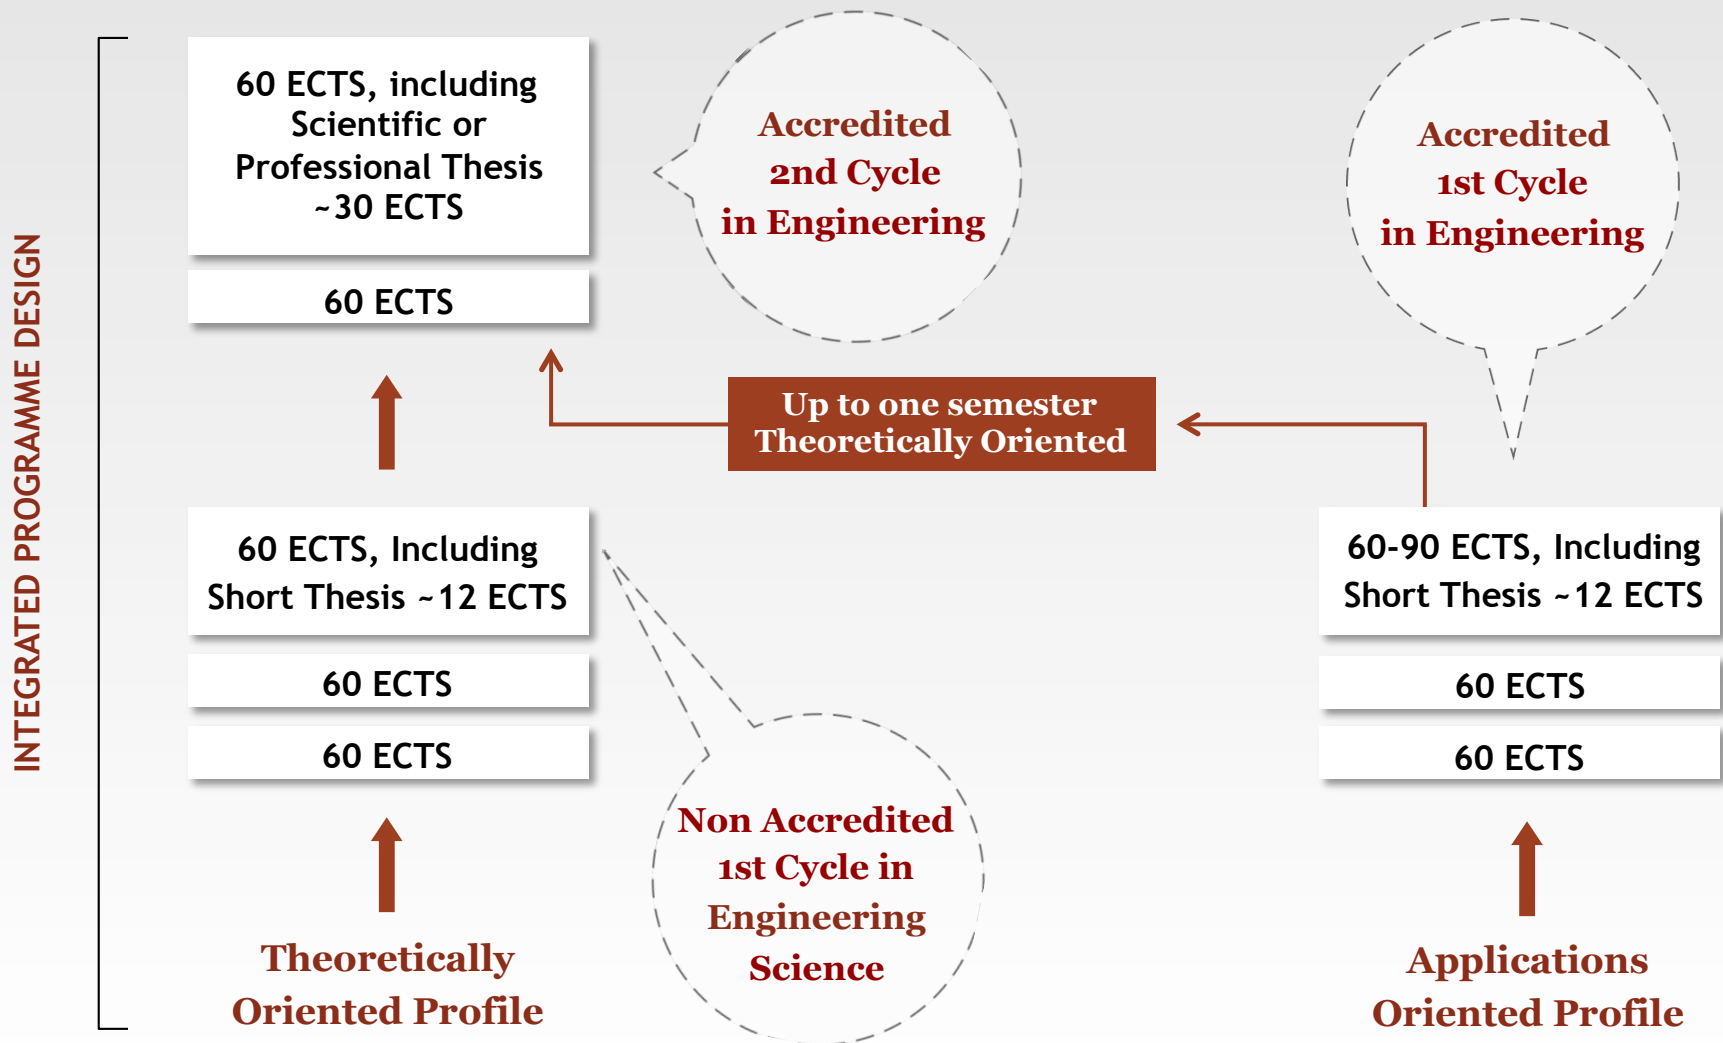 INTEGRATED PROGRAMME DESIGN
60 ECTS, including
Scientific or
Professional Thesis
~30 ECTS
60 ECTS
Accredited
2nd Cycle
in Engineering
Accredited
1st Cycle
in Engineering
Up to one semester
Theoretically Oriented
60 ECTS, Including
Short Thesis ~12 ECTS
60 ECTS
60 ECTS
60-90 ECTS, Including
Short Thesis ~12 ECTS
60 ECTS
60 ECTS
Non Accredited
1st Cycle in
Engineering
Science
Theoretically
Oriented Profile
Applications
Oriented Profile